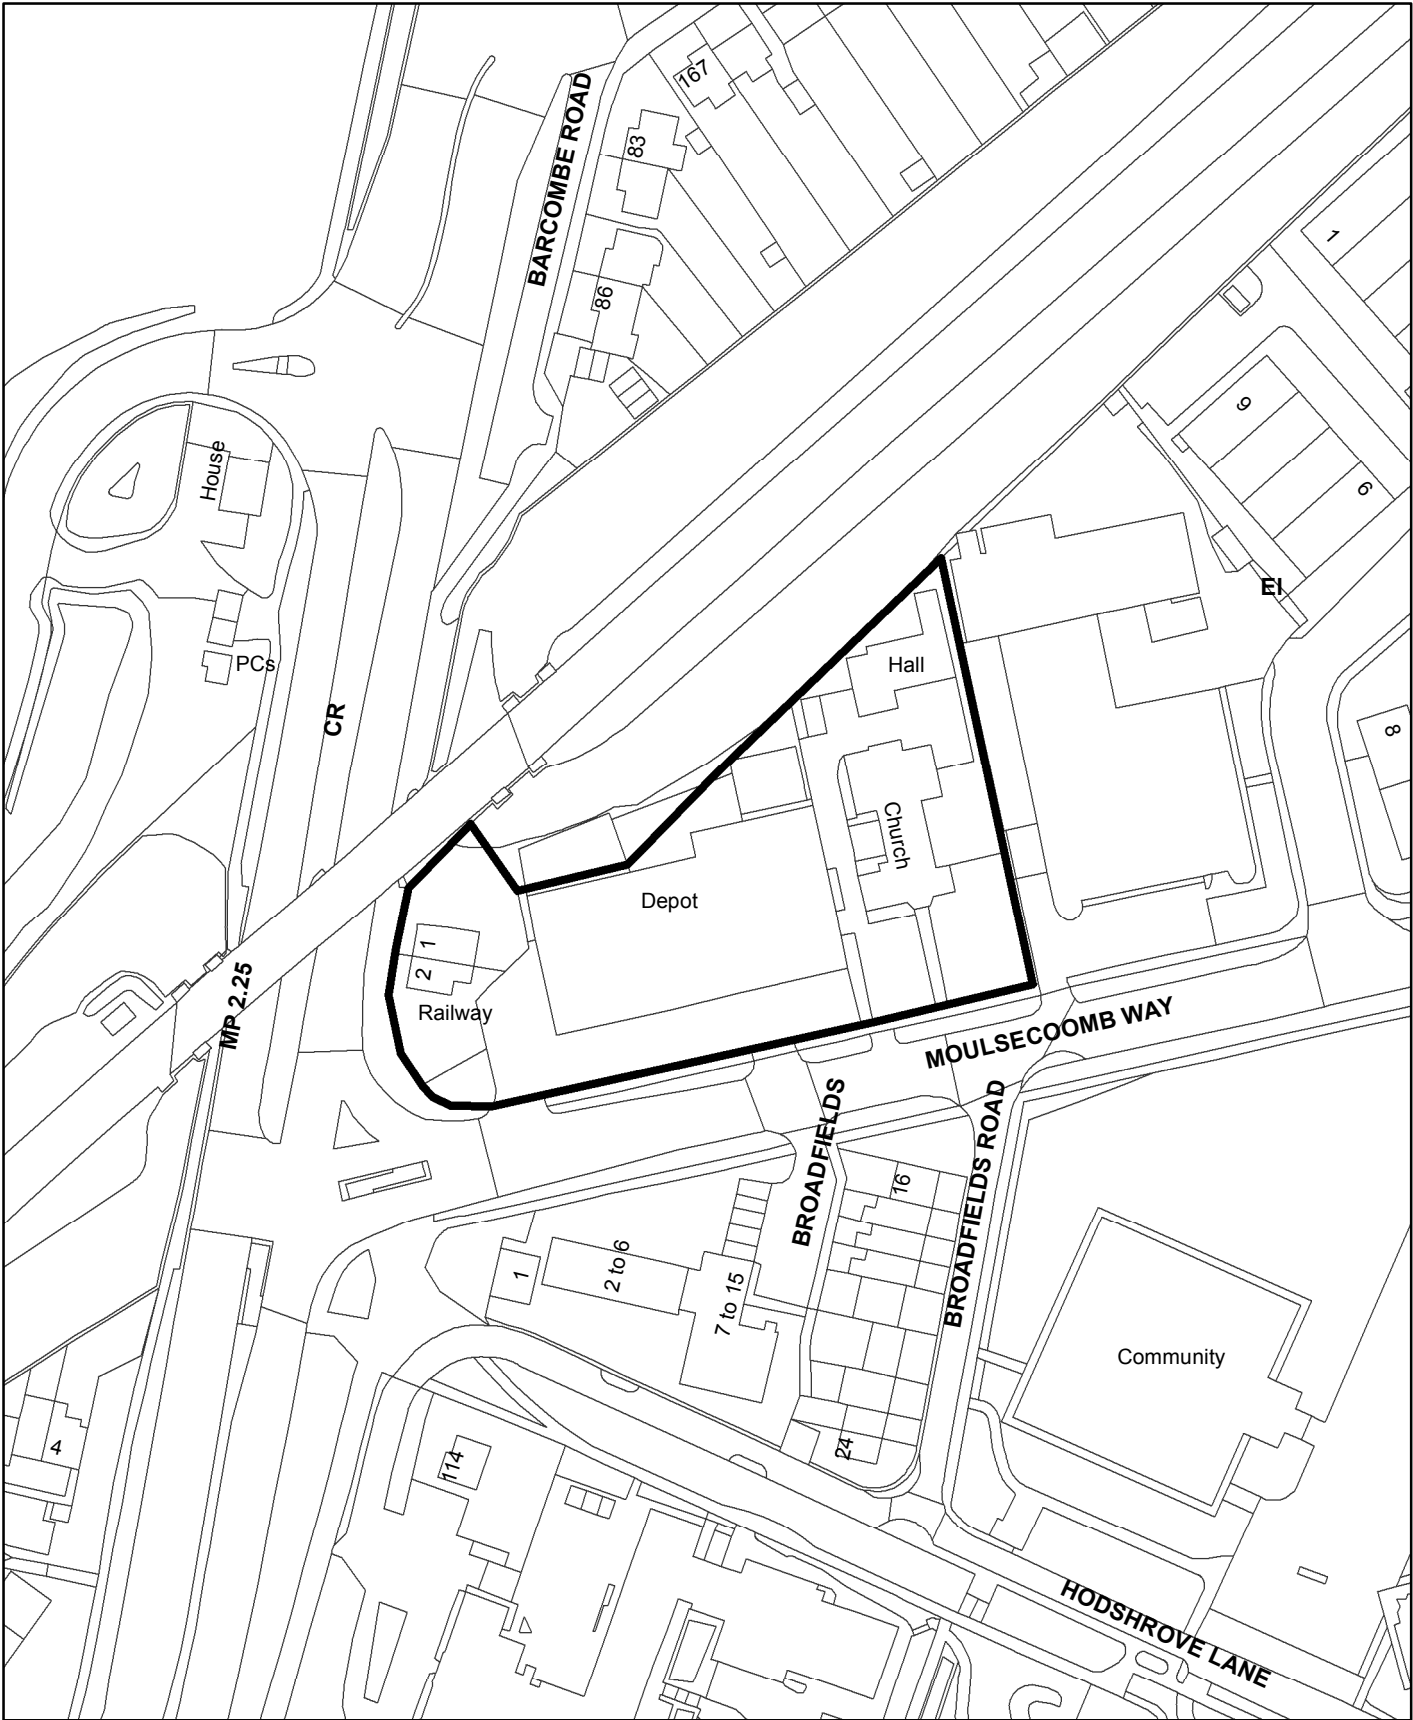 167
BARCOMBE ROAD
83
86
1
House
9
6
EI
PCs
Hall
CR
8
Church
Depot
1
2
MP 2.25
Railway
MOULSECOOMB WAY
BROADFIELDS
BROADFIELDS ROAD
16
2 to 6
1
7 to 15
Community
4
24
114
HODSHROVE LANE